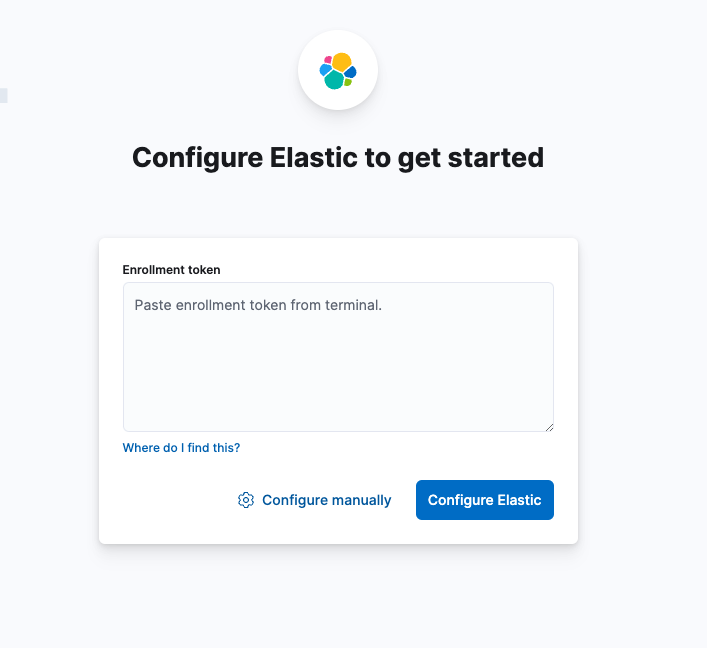 Configure Elastic to get started
Enrollment token
Paste enrollment token from terminal.
Where do I find this?
Configure manually
Configure Elastic